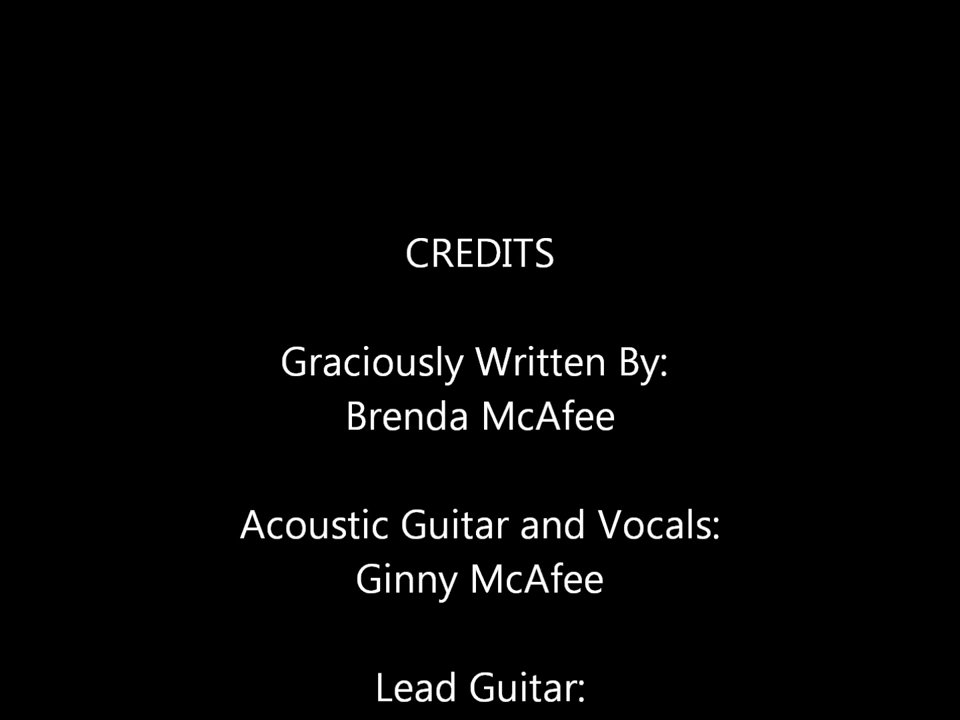 CREDITS
Graciously Written By:
Brenda McAfee
Acoustic Guitar and Vocals:
Ginny McAfee
Lead Guitar: